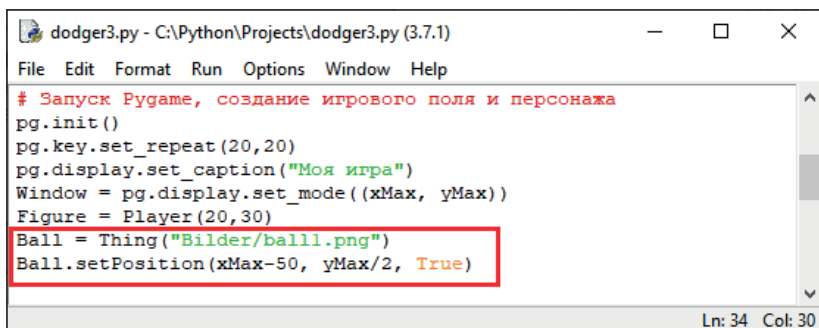 dodger3.py - C:\Python\Projects\dodger3.py (3.7.1)
File Edit Format Run Options Window Help
# Запуск Pygame, создание игрового поля и персонажа
pg.init()
pg.key.set_repeat(20,20)
pg.display.set_caption("Моя игра")
Window = pg.display.set_mode((xMax, yMax))
Figure = Player(20,30)
Ball = Thing("Bilder/ball1.png")
Ball.setPosition(xMax-50, yMax/2, True)
Ln: 34 Col: 30